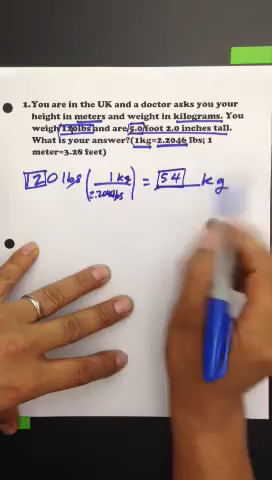 1. You are in the UK and a doctor asks you your
height in meters and weight in kilograms. You
weigh 120lbs and are 5.0 foot 2.0 inches tall.
What is your answer? (1kg=2.2046 lbs; 1
meter=3.28 feet)
120 lbs ( 1 kg / 2.2046 lbs ) = 54 kg